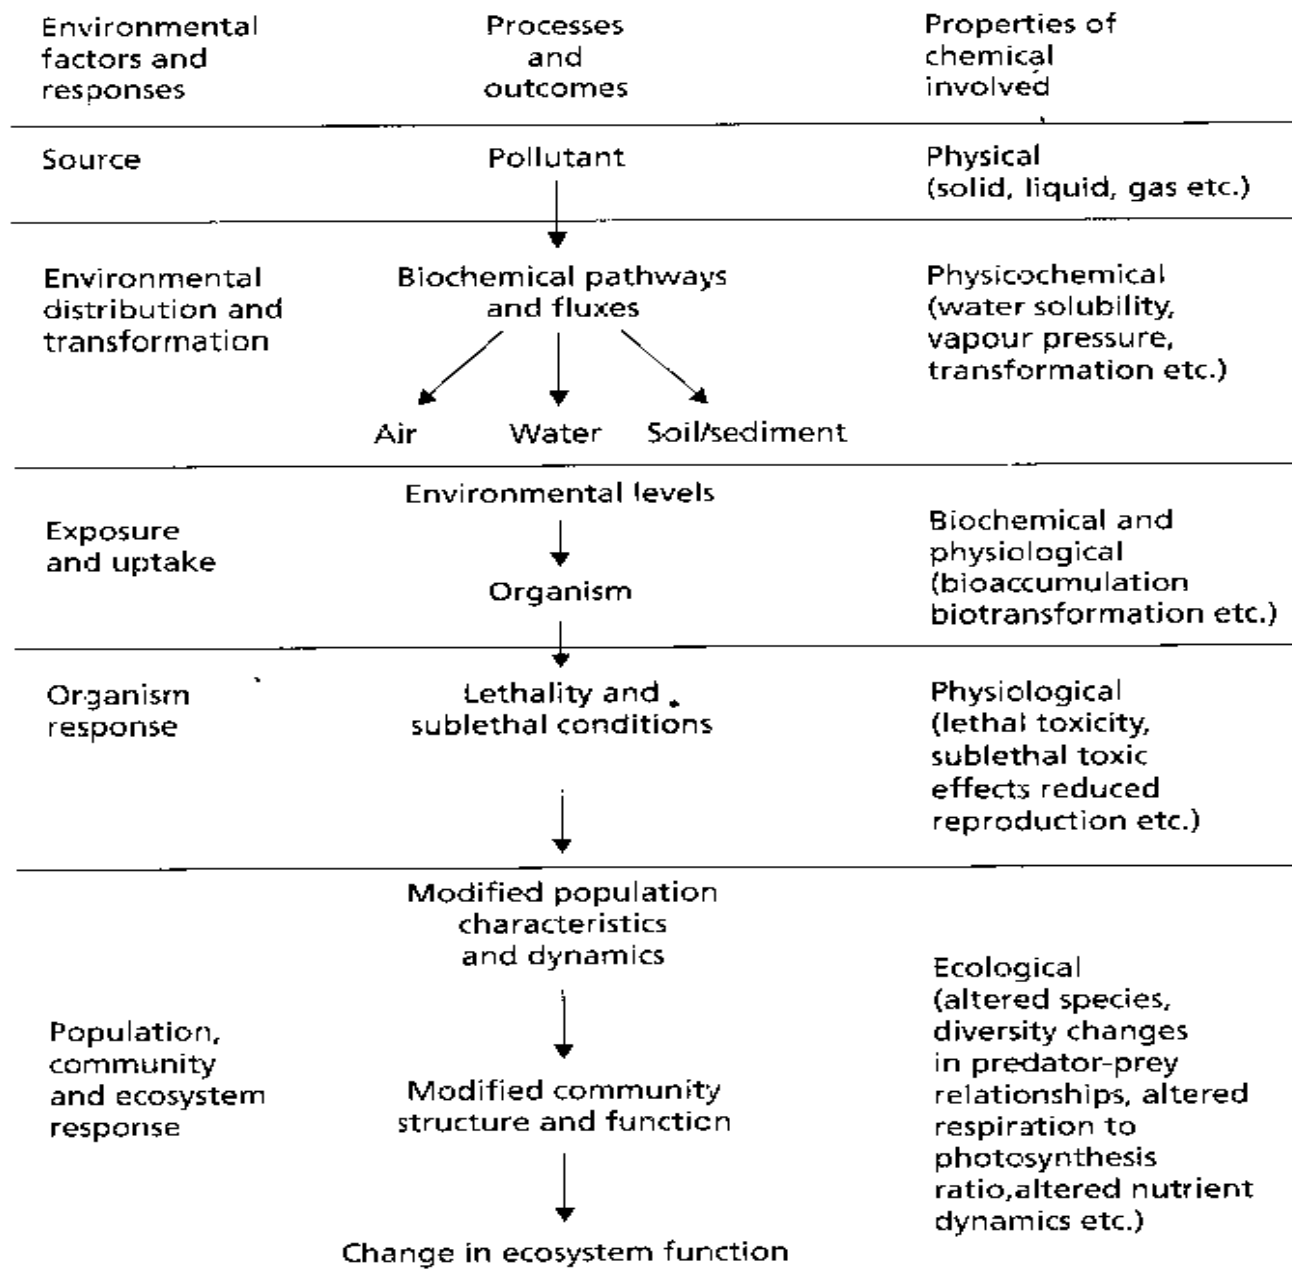 Environmental
factors and
responses
Processes
and
outcomes
Properties of
chemical
involved
Source
Pollutant
Physical
(solid, liquid, gas etc.)
Environmental
distribution and
transformation
Biochemical pathways
and fluxes
Physicochemical
(water solubility,
vapour pressure,
transformation etc.)
Air
Water
Soil/sediment
Environmental levels
Exposure
and uptake
Organism
Biochemical and
physiological
(bioaccumulation
biotransformation etc.)
Organism
response
Lethality and
sublethal conditions
Physiological
(lethal toxicity,
sublethal toxic
effects reduced
reproduction etc.)
Modified population
characteristics
and dynamics
Population,
community
and ecosystem
response
Modified community
structure and function
Change in ecosystem function
Ecological
(altered species,
diversity changes
in predator-prey
relationships, altered
respiration to
photosynthesis
ratio,altered nutrient
dynamics etc.)